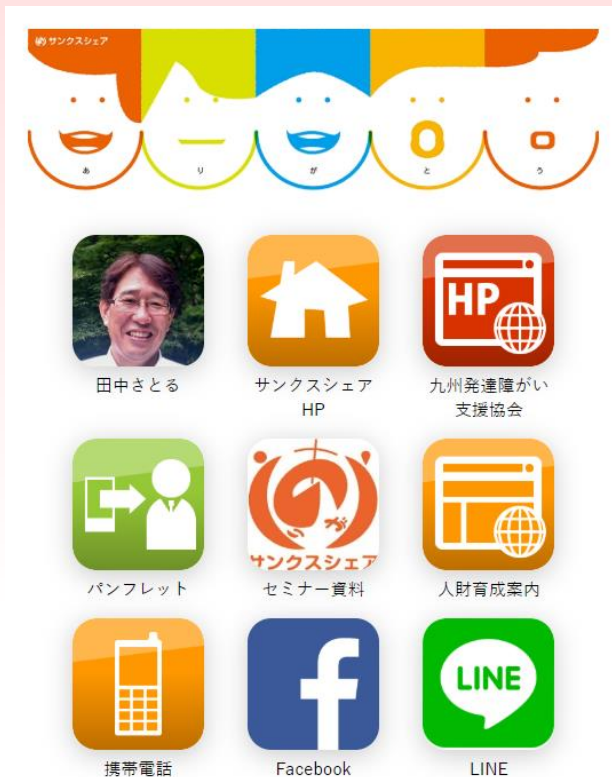 サンクスシェア
あ り が と う
田中さとる
サンクスシェア
HP
HP
九州発達障がい
支援協会
パンフレット
の
いが
サンクスシェア
セミナー資料
人財育成案内
携帯電話
f
Facebook
LINE
LINE